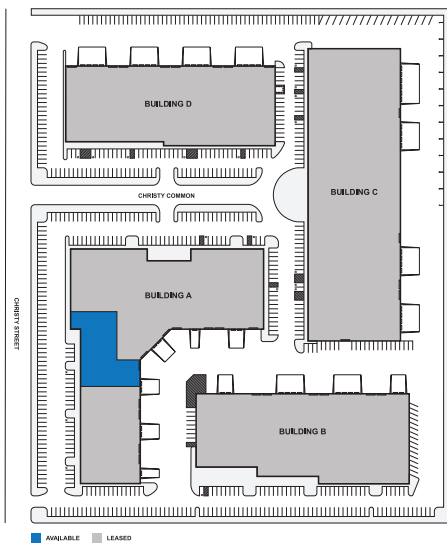 BUILDING D
BUILDING C
CHRISTY COMMON
BUILDING A
CHRISTY STREET
BUILDING B
AVAILABLE LEASED